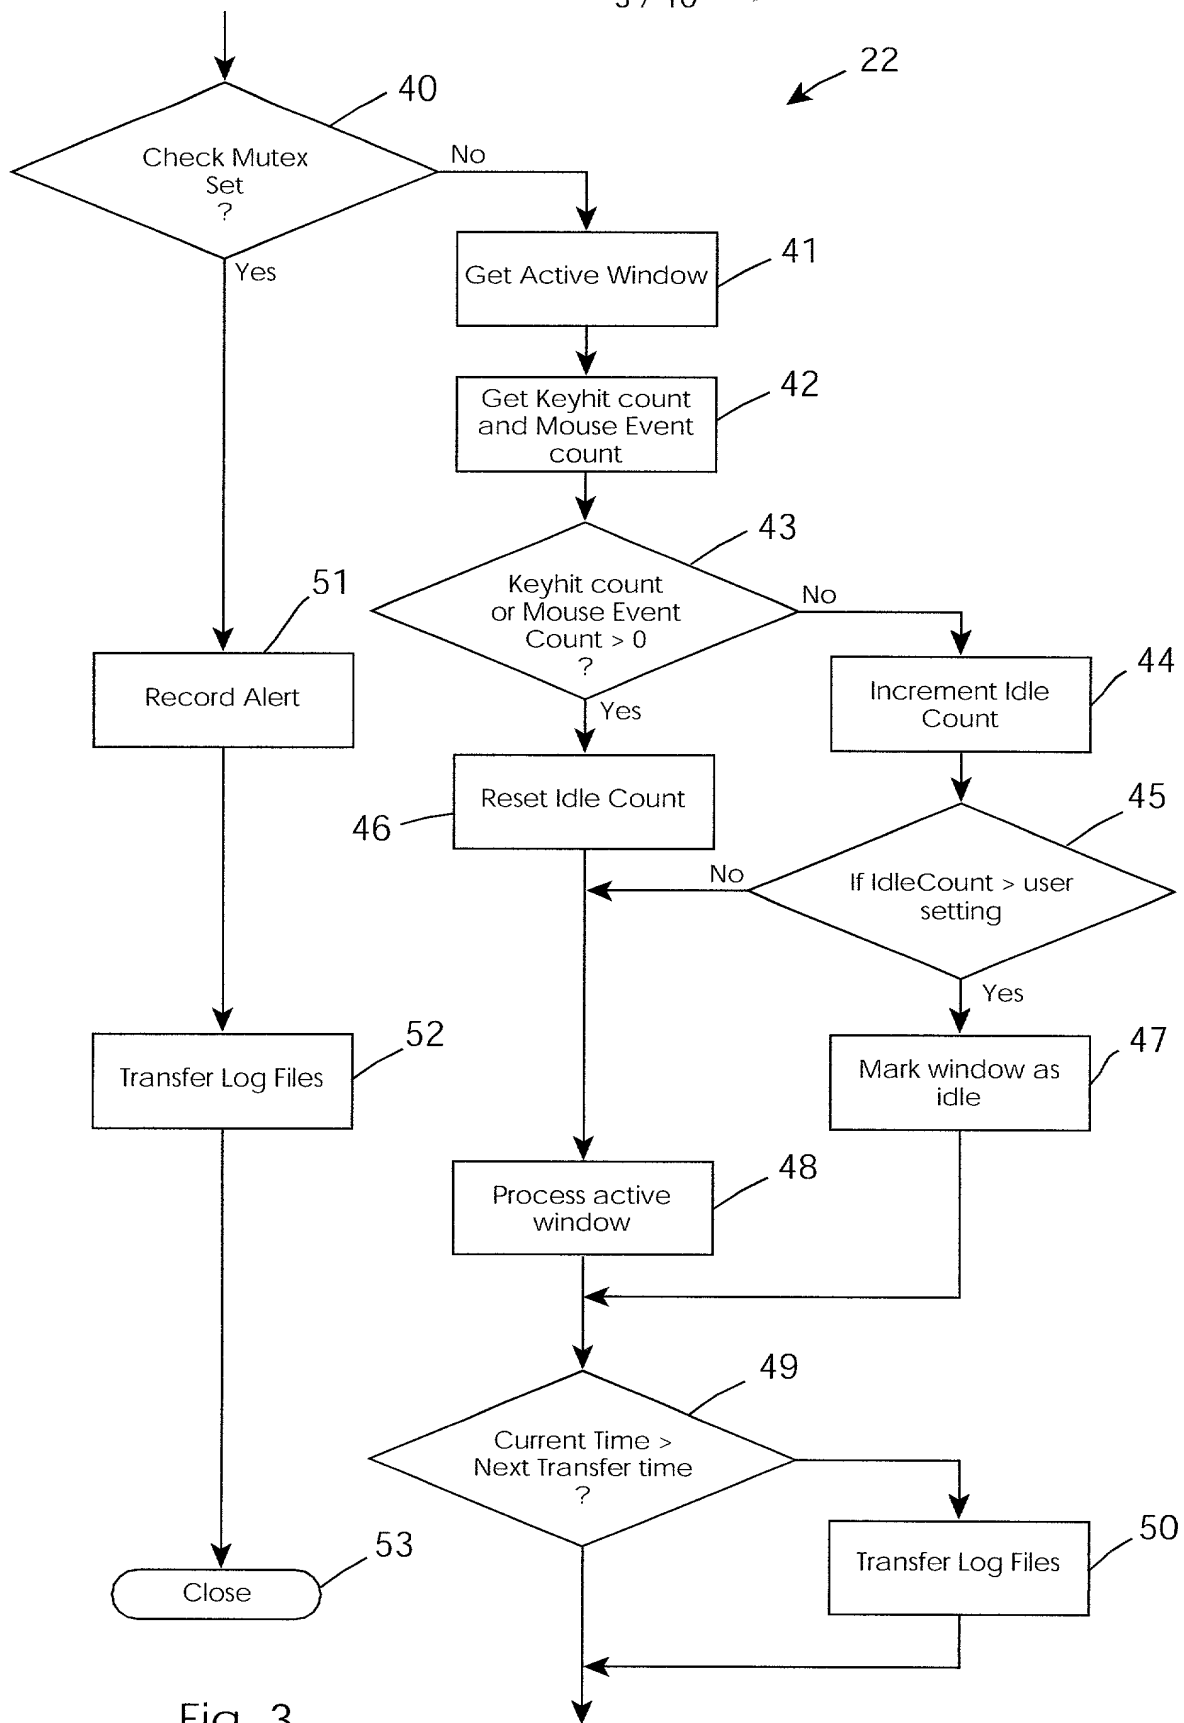 3 / 10
22
40
Check Mutex
Set
?
No
Yes
41
Get Active Window
42
Get Keyhit count
and Mouse Event
count
43
Keyhit count
or Mouse Event
Count > 0
?
No
Yes
51
Record Alert
44
Increment Idle
Count
46
Reset Idle Count
45
If IdleCount > user
setting
No
Yes
52
Transfer Log Files
47
Mark window as
idle
48
Process active
window
49
Current Time >
Next Transfer time
?
50
Transfer Log Files
53
Close
Fig. 3